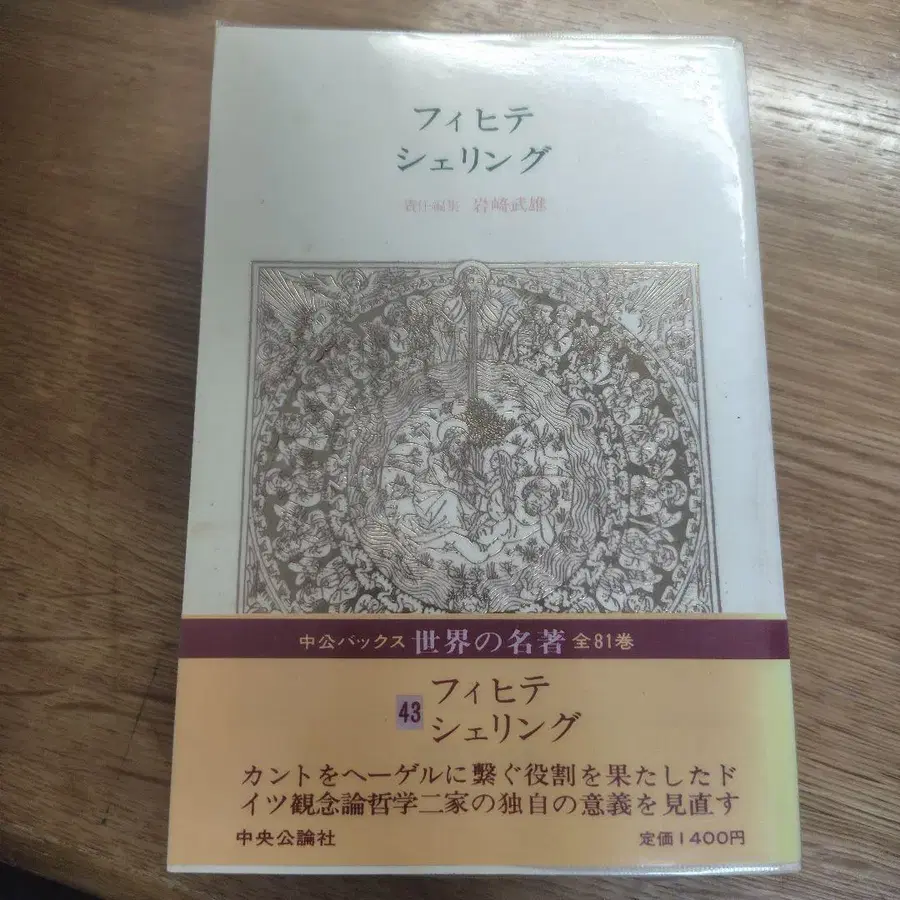 フィヒテ
シェリング
責任編集 岩崎武雄
中公バックス 世界の名著 全81巻
43 フィヒテ
シェリング
カントをヘーゲルに繋ぐ役割を果たしたド
イツ観念論哲学二家の独自の意義を見直す
中央公論社 定価1400円